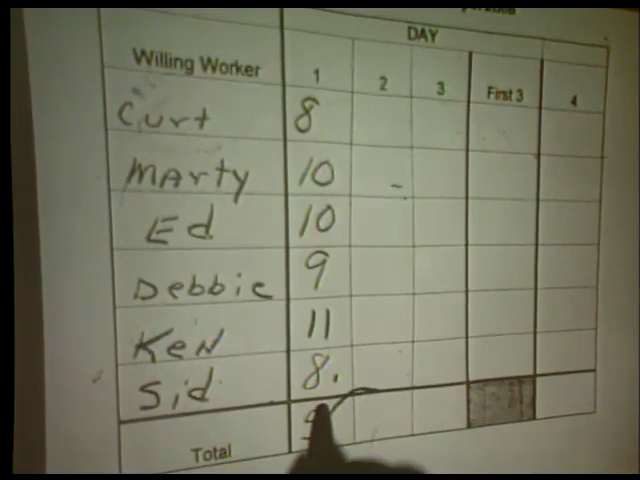 DAY
Willing Worker 1 2 3 First 3 4
Curt 8
Marty 10 -
Ed 10
Debbie 9
Ken 11
Sid 8.
Total